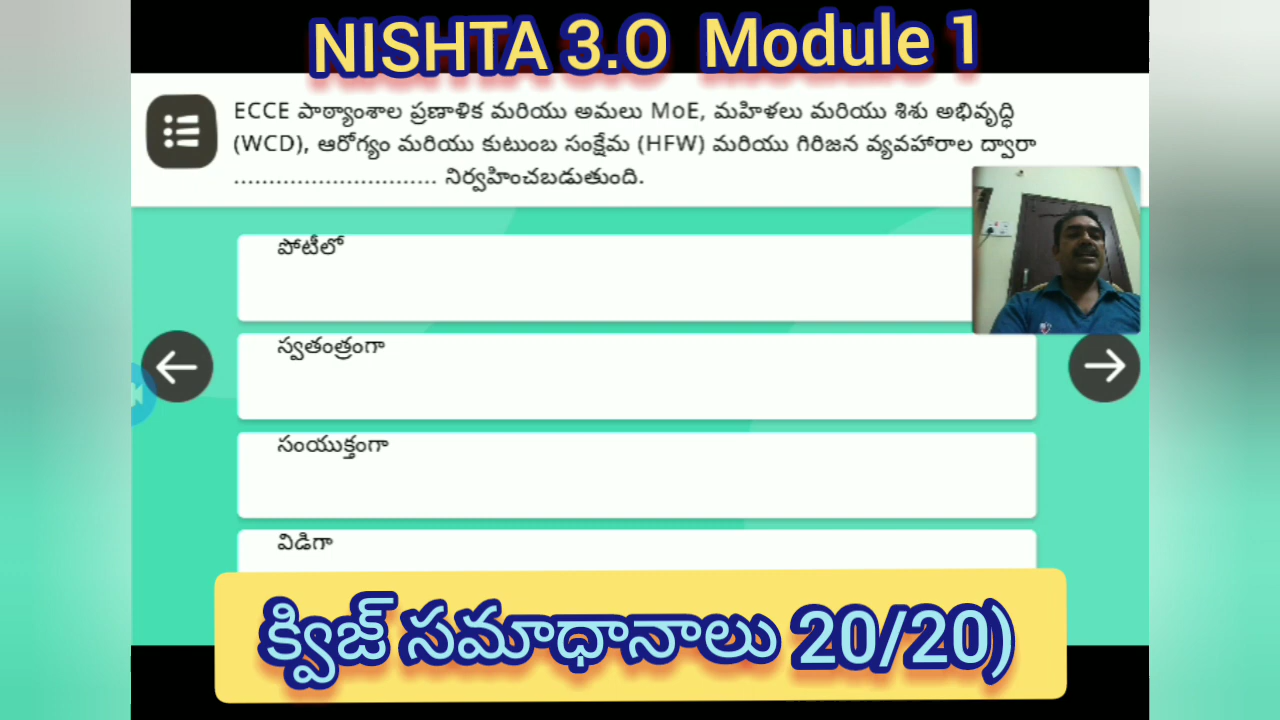 NISHTA 3.0 Module 1
ECCE పాఠ్యాంశాల ప్రణాళిక మరియు అమలు MoE, మహిళలు మరియు శిశు అభివృద్ధి
(WCD), ఆరోగ్యం మరియు కుటుంబ సంక్షేమ (HFW) మరియు గిరిజన వ్యవహారాల ద్వారా
............................. నిర్వహించబడుతుంది.
పోటీలో
స్వతంత్రంగా
సంయుక్తంగా
విడిగా
క్విజ్ సమాధానాలు 20/20)